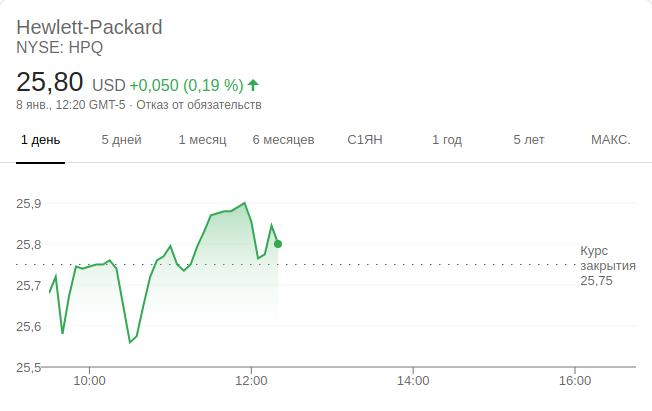 Hewlett-Packard
NYSE: HPQ
25,80 USD +0,050 (0,19 %)
8 янв., 12:20 GMT-5 · Отказ от обязательств
1 день 5 дней 1 месяц 6 месяцев С1ЯН 1 год 5 лет МАКС.
25,9
25,8
Курс
закрытия
25,75
25,7
25,6
25,5
10:00 12:00 14:00 16:00